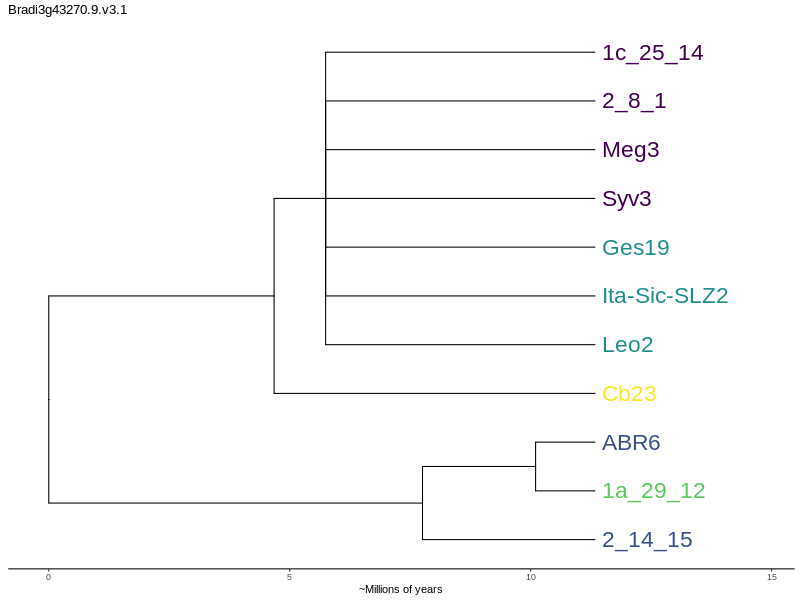 Bradi3g43270.9.v3.1
1c_25_14
2_8_1
Meg3
Syv3
Ges19
Ita-Sic-SLZ2
Leo2
Cb23
ABR6
1a_29_12
2_14_15
0 5 10 15
~Millions of years